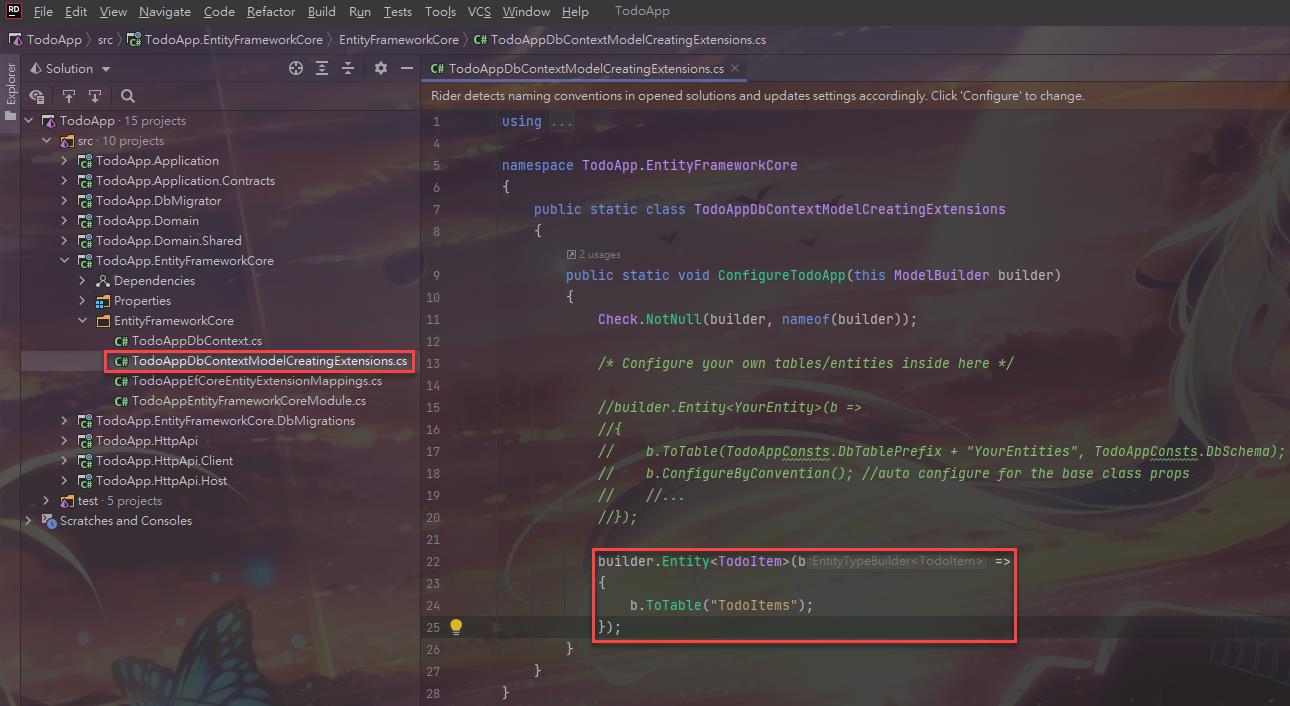 RD File Edit View Navigate Code Refactor Build Run Tests Tools VCS Window Help TodoApp
TodoApp src TodoApp.EntityFrameworkCore EntityFrameworkCore C# TodoAppDbContextModelCreatingExtensions.cs
Explorer
Solution
TodoApp · 15 projects
src · 10 projects
TodoApp.Application
TodoApp.Application.Contracts
TodoApp.DbMigrator
TodoApp.Domain
TodoApp.Domain.Shared
TodoApp.EntityFrameworkCore
Dependencies
Properties
EntityFrameworkCore
C# TodoAppDbContext.cs
C# TodoAppDbContextModelCreatingExtensions.cs
C# TodoAppEfCoreEntityExtensionMappings.cs
C# TodoAppEntityFrameworkCoreModule.cs
TodoApp.EntityFrameworkCore.DbMigrations
TodoApp.HttpApi
TodoApp.HttpApi.Client
TodoApp.HttpApi.Host
test · 5 projects
Scratches and Consoles
C# TodoAppDbContextModelCreatingExtensions.cs
Rider detects naming conventions in opened solutions and updates settings accordingly. Click 'Configure' to change.
1 using ...
4
5 namespace TodoApp.EntityFrameworkCore
6 {
7 public static class TodoAppDbContextModelCreatingExtensions
8 {
2 usages
9 public static void ConfigureTodoApp(this ModelBuilder builder)
10 {
11 Check.NotNull(builder, nameof(builder));
12
13 /* Configure your own tables/entities inside here */
14
15 //builder.Entity<YourEntity>(b =>
16 //{
17 // b.ToTable(TodoAppConsts.DbTablePrefix + "YourEntities", TodoAppConsts.DbSchema);
18 // b.ConfigureByConvention(); //auto configure for the base class props
19 // //...
20 //});
21
22 builder.Entity<TodoItem>(b :EntityTypeBuilder<TodoItem> =>
23 {
24 b.ToTable("TodoItems");
25 });
26 }
27 }
28 }